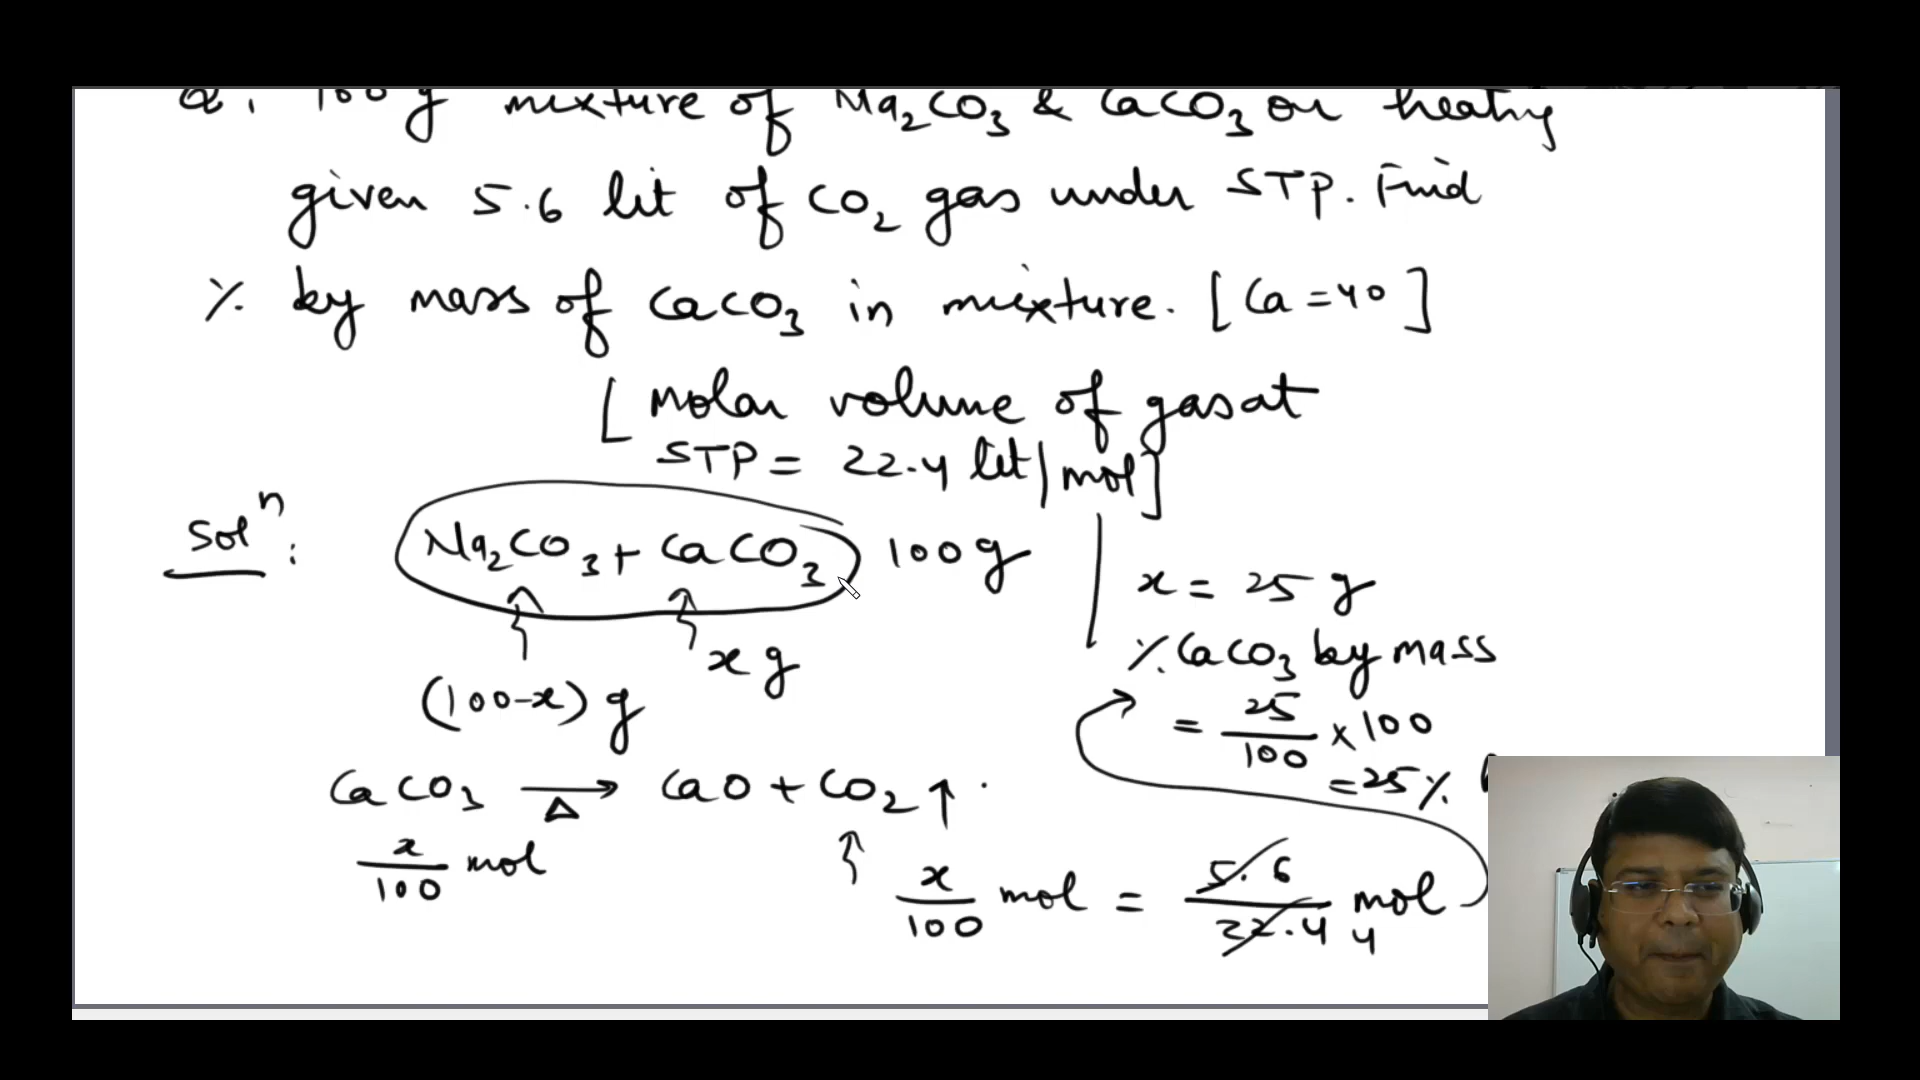 Q. 100 g mixture of Na₂CO₃ & CaCO₃ on heating
given 5.6 lit of CO₂ gas under STP. Find
% by mass of CaCO₃ in mixture. [Ca = 40]
[Molar volume of gas at
STP = 22.4 lit/mol]
Solⁿ:
Na₂CO₃ + CaCO₃ 100 g
x g
(100-x) g
CaCO₃ →Δ CaO + CO₂↑.
x/100 mol
x/100 mol = 5.6/22.4 mol
4
x = 25 g
% CaCO₃ by mass
= 25/100 × 100
= 25%